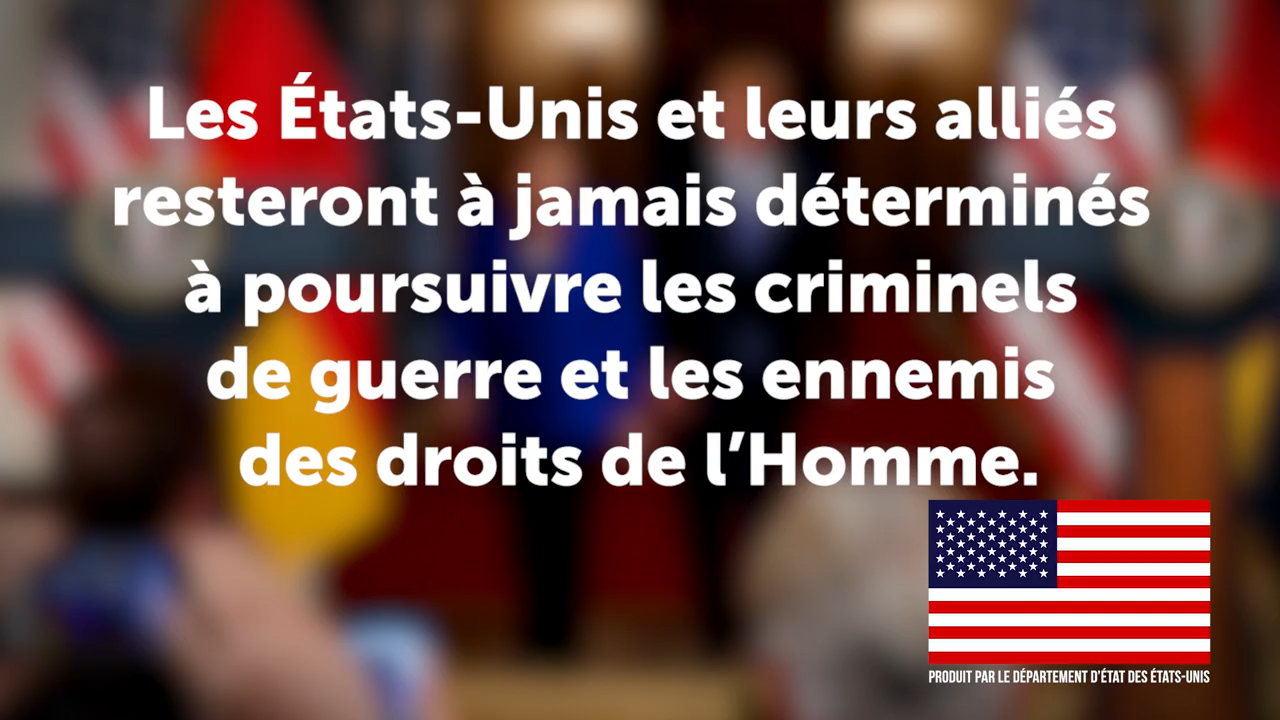 Les États-Unis et leurs alliés
resteront à jamais déterminés
à poursuivre les criminels
de guerre et les ennemis
des droits de l’Homme.
PRODUIT PAR LE DÉPARTEMENT D'ÉTAT DES ÉTATS-UNIS